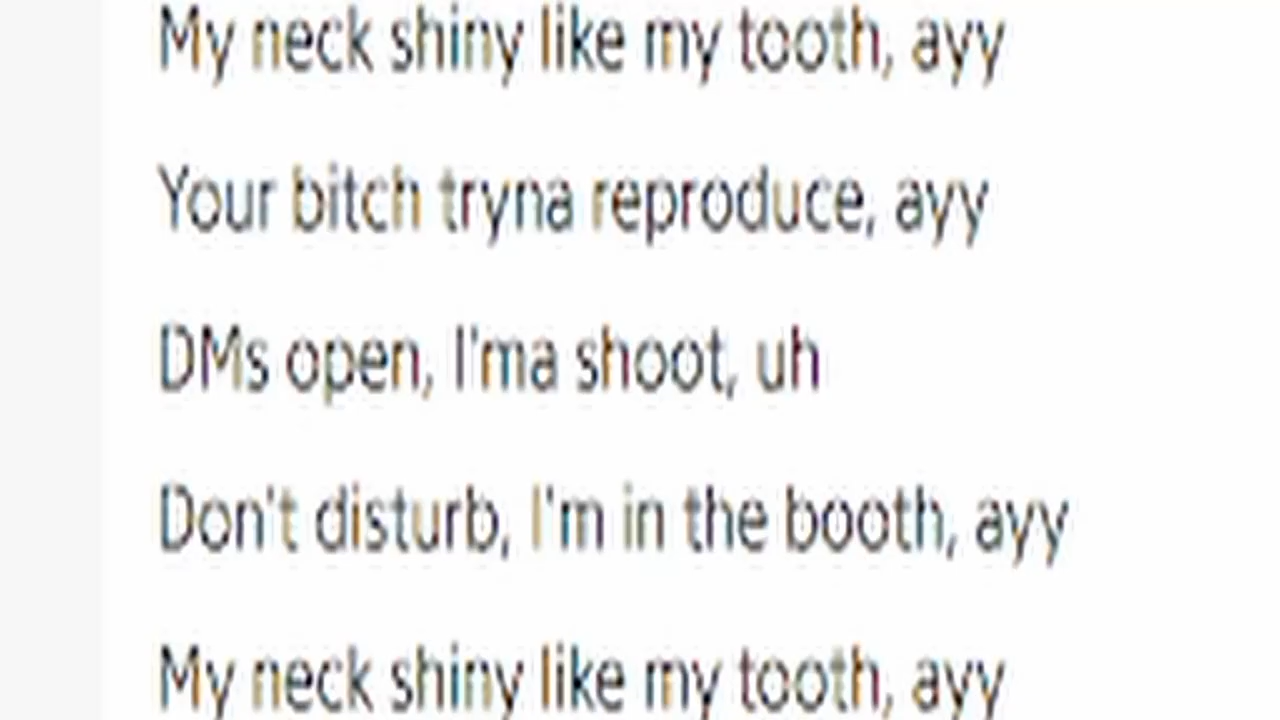 My neck shiny like my tooth, ayy
Your bitch tryna reproduce, ayy
DMs open, I'ma shoot, uh
Don't disturb, I'm in the booth, ayy
My neck shiny like my tooth, ayy